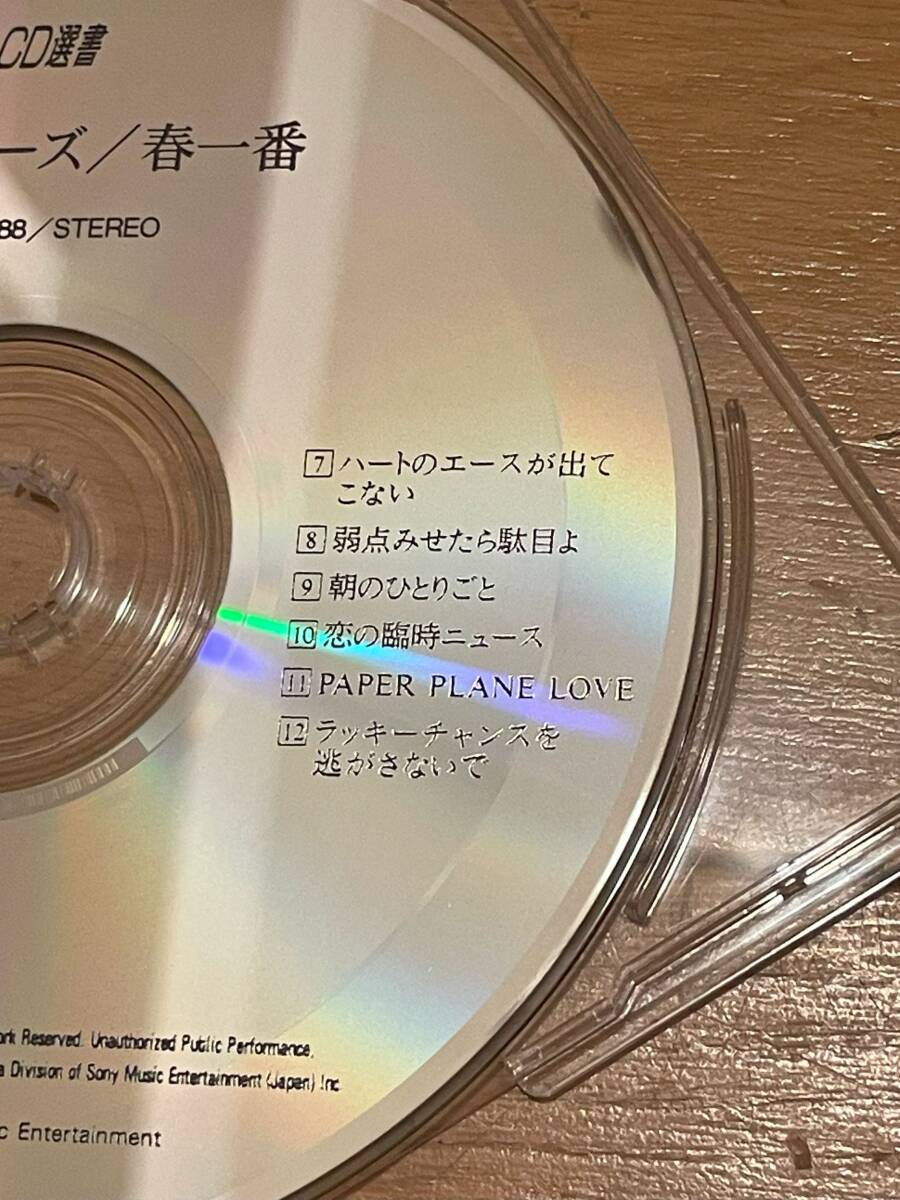 CD選書
ーズ/春一番
88/STEREO
7 ハートのエースが出て
こない
8 弱点みせたら駄目よ
9 朝のひとりごと
10 恋の臨時ニュース
11 PAPER PLANE LOVE
12 ラッキーチャンスを
逃がさないで
ork Reserved. Unauthorized Public Performance,
a Division of Sony Music Entertainment (Japan) Inc
c Entertainment